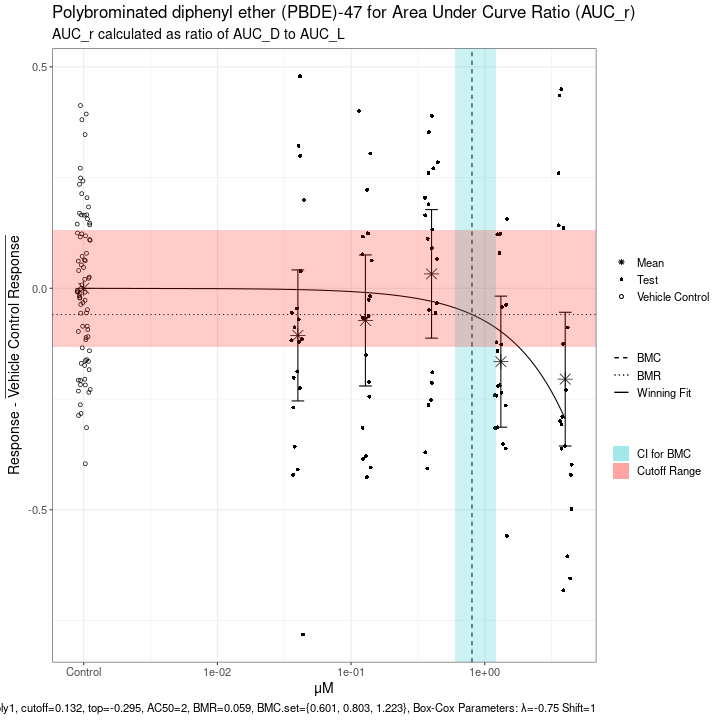 Polybrominated diphenyl ether (PBDE)-47 for Area Under Curve Ratio (AUC_r)
AUC_r calculated as ratio of AUC_D to AUC_L
Response - Vehicle Control Response
0.5
0.0
-0.5
Control
1e-02
1e-01
1e+00
μM
Mean
Test
Vehicle Control
BMC
BMR
Winning Fit
CI for BMC
Cutoff Range
ly1, cutoff=0.132, top=-0.295, AC50=2, BMR=0.059, BMC.set={0.601, 0.803, 1.223}, Box-Cox Parameters: λ=-0.75 Shift=1